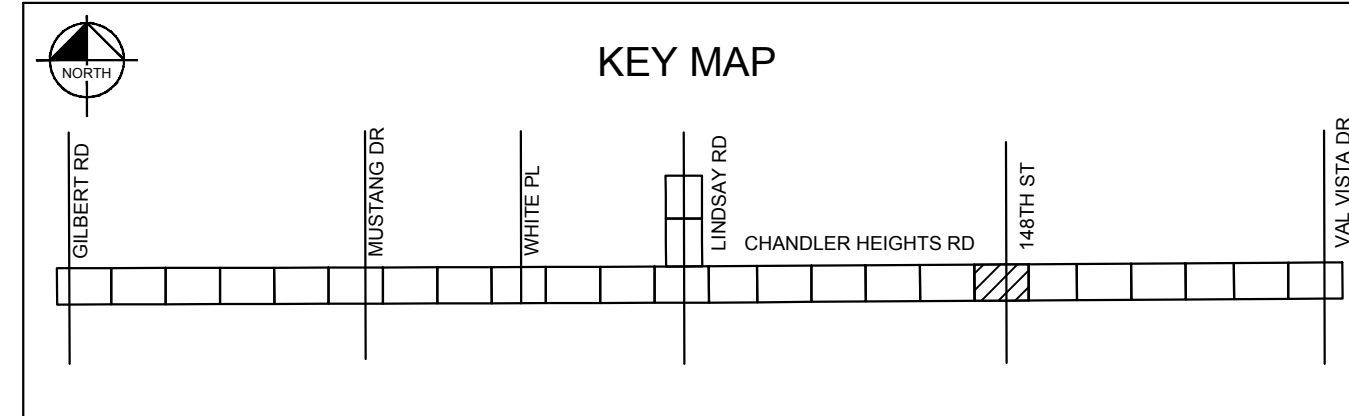 KEY MAP
NORTH
GILBERT RD
MUSTANG DR
WHITE PL
LINDSAY RD
CHANDLER HEIGHTS RD
148TH ST
VAL VISTA DR